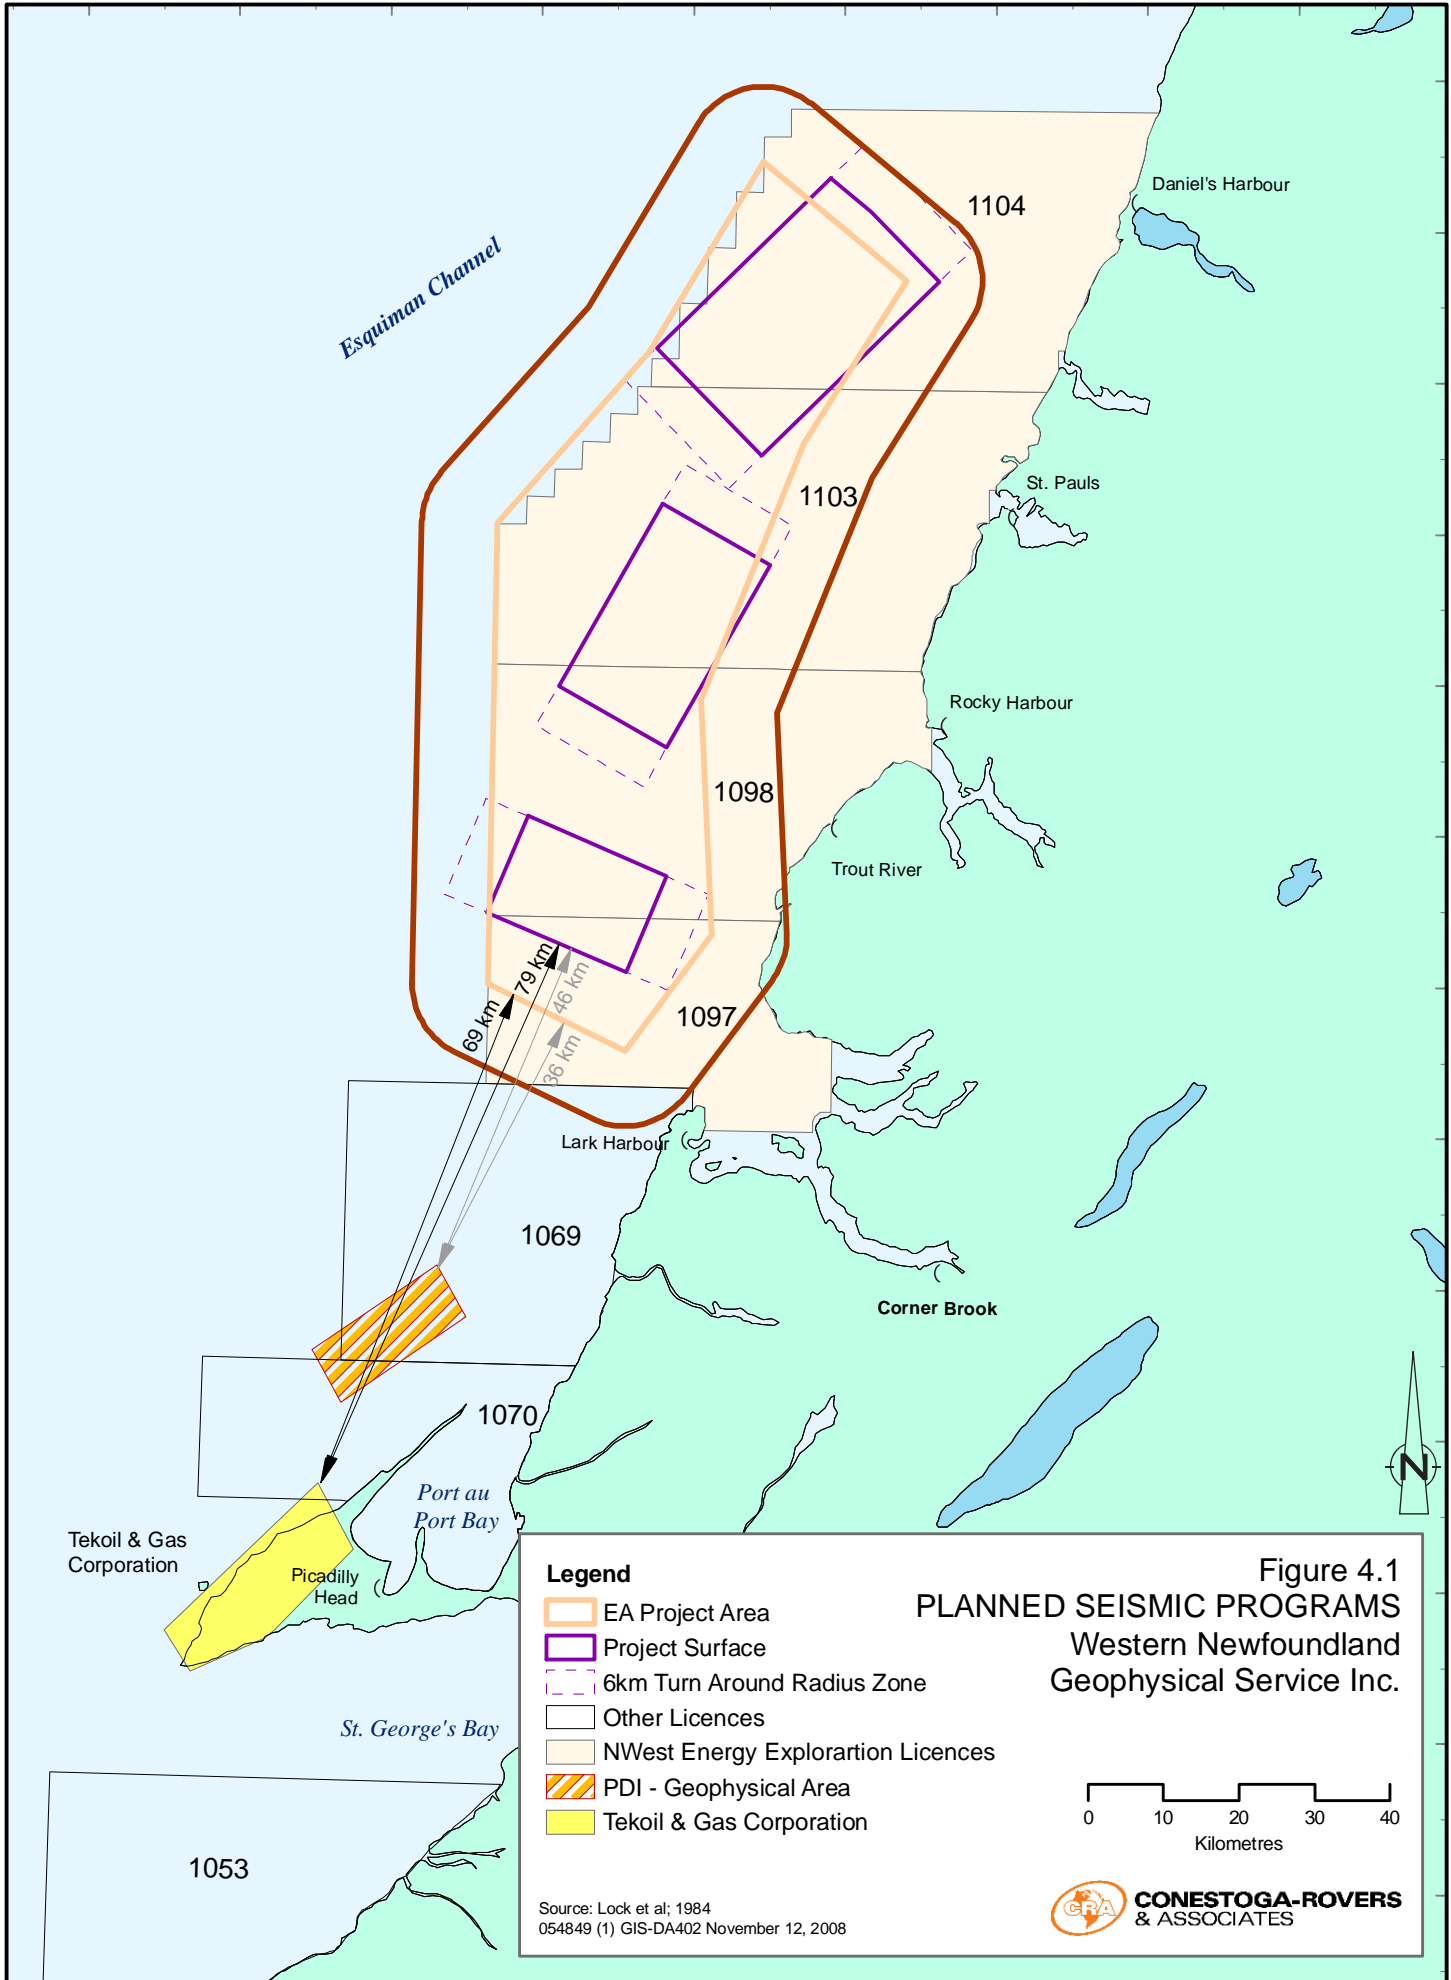 Daniel's Harbour
1104
Esquiman Channel
St. Pauls
1103
Rocky Harbour
1098
Trout River
79 km
46 km
69 km
1097
36 km
Lark Harbour
1069
Corner Brook
1070
N
Port au
Port Bay
Tekoil & Gas
Corporation
Picadilly
Head
St. George's Bay
1053
Legend
EA Project Area
Project Surface
6km Turn Around Radius Zone
Other Licences
NWest Energy Explorartion Licences
PDI - Geophysical Area
Tekoil & Gas Corporation
Figure 4.1
PLANNED SEISMIC PROGRAMS
Western Newfoundland
Geophysical Service Inc.
0 10 20 30 40
Kilometres
Source: Lock et al; 1984
054849 (1) GIS-DA402 November 12, 2008
CRA
CONESTOGA-ROVERS
& ASSOCIATES